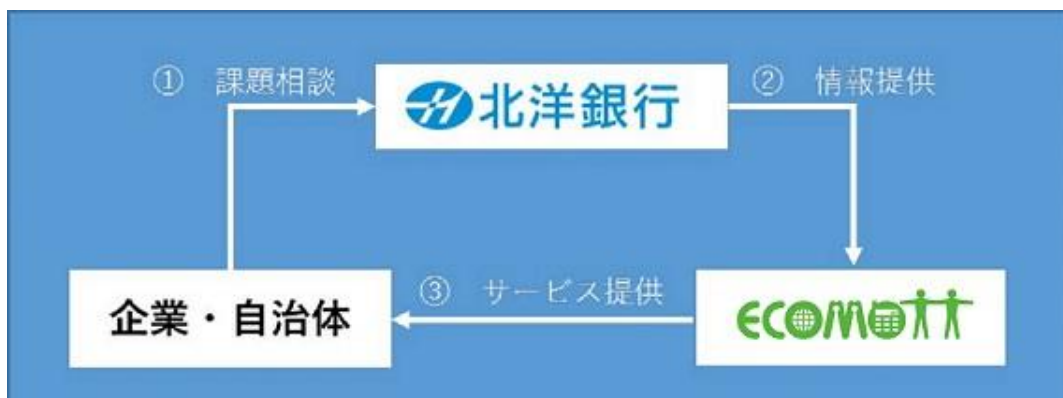 ① 課題相談
北洋銀行
② 情報提供
企業・自治体
③ サービス提供
ECOMOTT